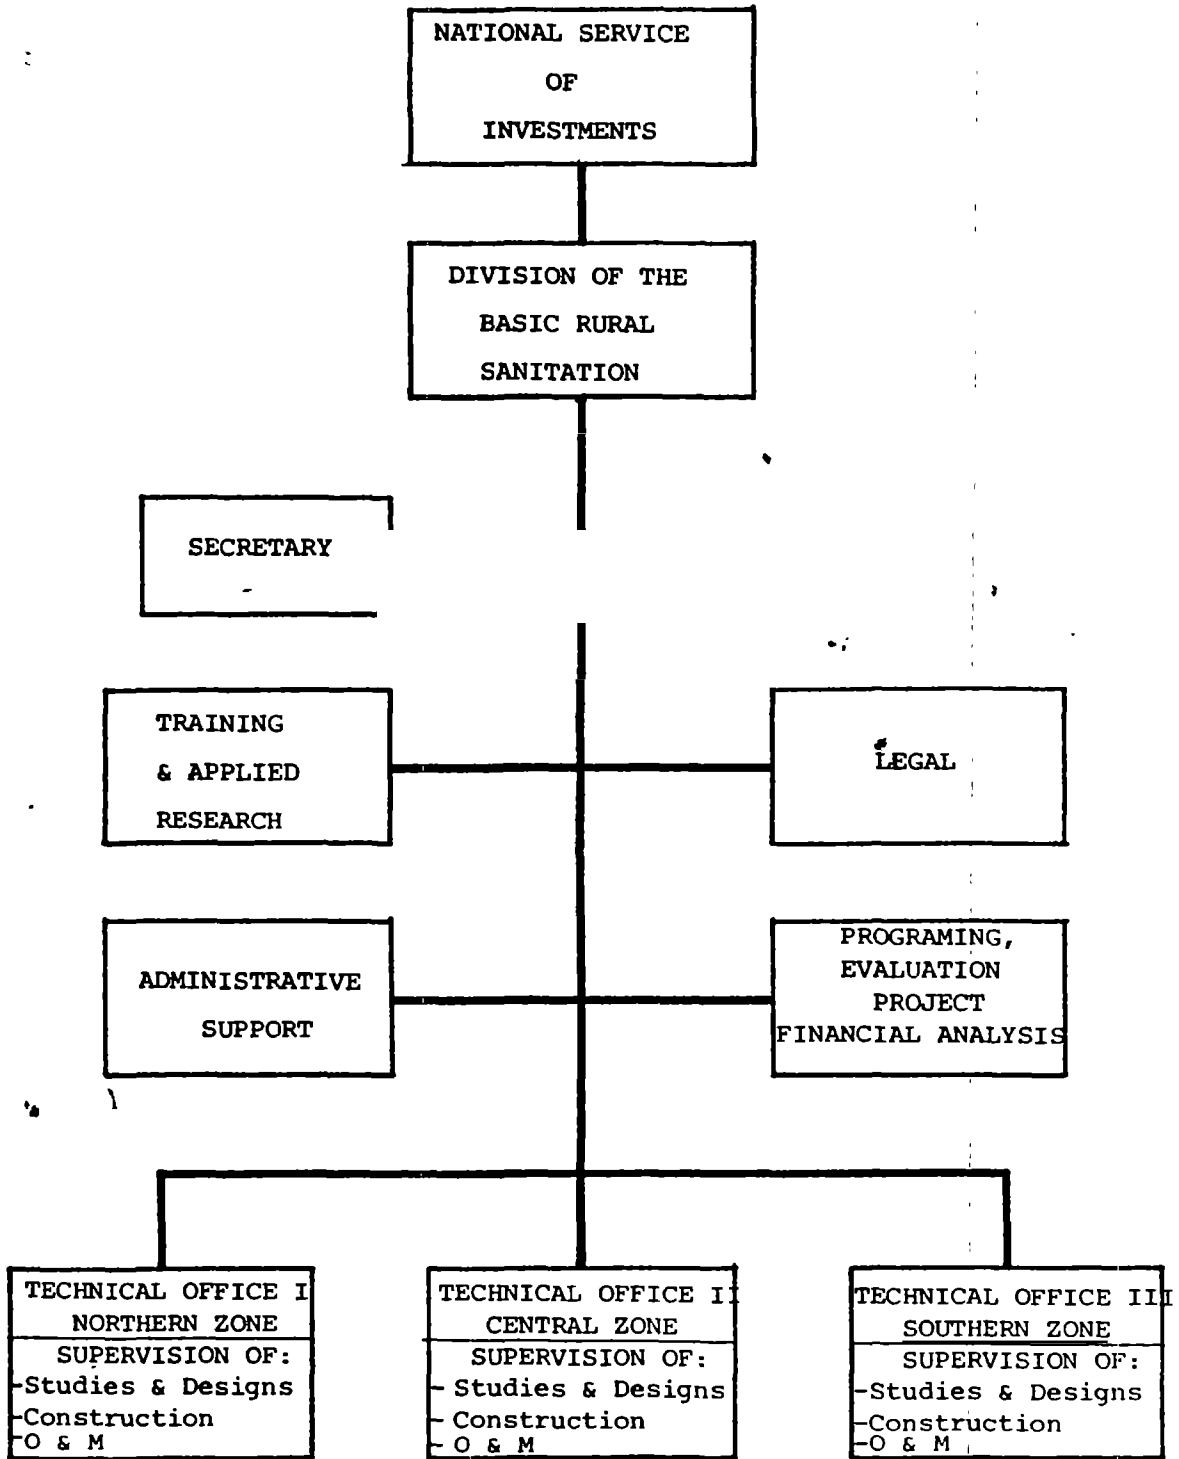 NATIONAL SERVICE
OF
INVESTMENTS
DIVISION OF THE
BASIC RURAL
SANITATION
SECRETARY
TRAINING
& APPLIED
RESEARCH
LEGAL
ADMINISTRATIVE
SUPPORT
PROGRAMING,
EVALUATION
PROJECT
FINANCIAL ANALYSIS
TECHNICAL OFFICE I
NORTHERN ZONE
SUPERVISION OF:
-Studies & Designs
-Construction
-O & M
TECHNICAL OFFICE II
CENTRAL ZONE
SUPERVISION OF:
- Studies & Designs
- Construction
- O & M
TECHNICAL OFFICE III
SOUTHERN ZONE
SUPERVISION OF:
-Studies & Designs
-Construction
-O & M